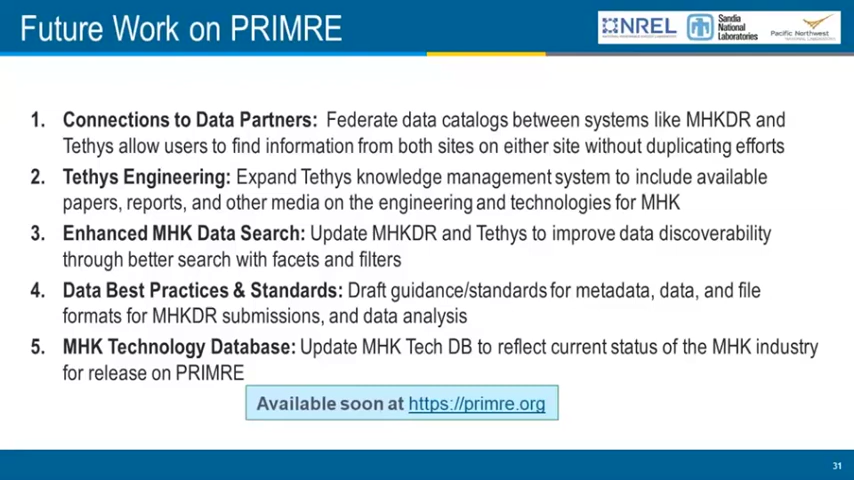 Future Work on PRIMRE
NREL
NATIONAL RENEWABLE ENERGY LABORATORY
Sandia
National
Laboratories
Pacific Northwest
NATIONAL LABORATORY
1. Connections to Data Partners: Federate data catalogs between systems like MHKDR and
Tethys allow users to find information from both sites on either site without duplicating efforts
2. Tethys Engineering: Expand Tethys knowledge management system to include available
papers, reports, and other media on the engineering and technologies for MHK
3. Enhanced MHK Data Search: Update MHKDR and Tethys to improve data discoverability
through better search with facets and filters
4. Data Best Practices & Standards: Draft guidance/standards for metadata, data, and file
formats for MHKDR submissions, and data analysis
5. MHK Technology Database: Update MHK Tech DB to reflect current status of the MHK industry
for release on PRIMRE
Available soon at https://primre.org
31